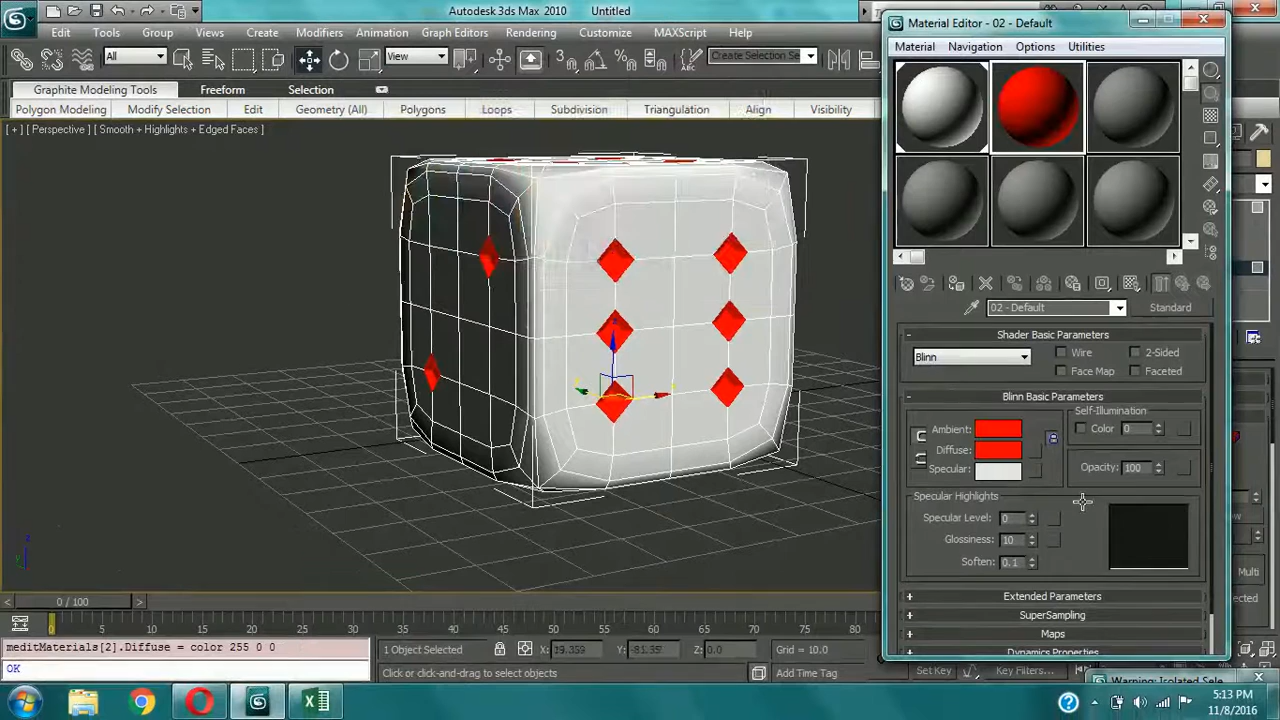 Autodesk 3ds Max 2010    Untitled
Edit Tools Group Views Create Modifiers Animation Graph Editors Rendering Customize MAXScript Help
All View Create Selection Se
Graphite Modeling Tools Freeform Selection
Polygon Modeling Modify Selection Edit Geometry (All) Polygons Loops Subdivision Triangulation Align Visibility
[ + ] [ Perspective ] [ Smooth + Highlights + Edged Faces ]
Material Editor - 02 - Default
Material Navigation Options Utilities
02 - Default Standard
- Shader Basic Parameters
Blinn Wire 2-Sided
Face Map Faceted
- Blinn Basic Parameters
Self-Illumination
Ambient: Color 0
Diffuse:
Specular: Opacity: 100
Specular Highlights
Specular Level: 0
Glossiness: 10
Soften: 0.1
+ Extended Parameters
+ SuperSampling
+ Maps
Dynamics Properties
Multi
z
y
< 0 / 100 >
0 5 10 15 20 25 30 35 40 45 50 55 60 65 70 75 80
meditMaterials[2].Diffuse = color 255 0 0
OK
1 Object Selected X: Y: Z: 0.0 Grid = 10.0
Click or click-and-drag to select objects Add Time Tag
Set Key Key Filters...
Warning: Isolated Sele
5:13 PM
11/8/2016